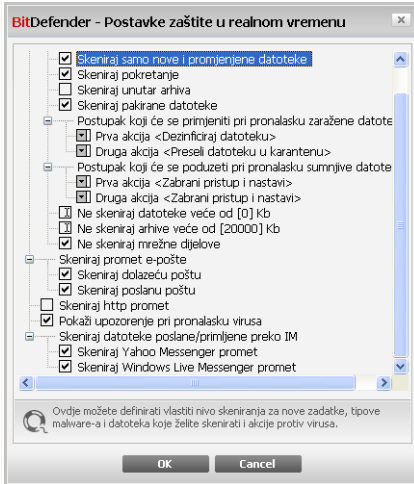 BitDefender - Postavke zaštite u realnom vremenu
Skeniraj samo nove i promjenjene datoteke
Skeniraj pokretanje
Skeniraj unutar arhiva
Skeniraj pakirane datoteke
Postupak koji će se primjeniti pri pronalasku zaražene datote
Prva akcija <Dezinficiraj datoteku>
Druga akcija <Preseli datoteku u karantenu>
Postupak koji će se poduzeti pri pronalasku sumnjive datote
Prva akcija <Zabrani pristup i nastavi>
Druga akcija <Zabrani pristup i nastavi>
Ne skeniraj datoteke veće od [0] Kb
Ne skeniraj arhive veće od [20000] Kb
Ne skeniraj mrežne dijelove
Skeniraj promet e-pošte
Skeniraj dolazeću poštu
Skeniraj poslanu poštu
Skeniraj http promet
Pokaži upozorenje pri pronalasku virusa
Skeniraj datoteke poslane/primljene preko IM
Skeniraj Yahoo Messenger promet
Skeniraj Windows Live Messenger promet
Ovdje možete definirati vlastiti nivo skeniranja za nove zadatke, tipove
malware-a i datoteka koje želite skenirati i akcije protiv virusa.
OK Cancel